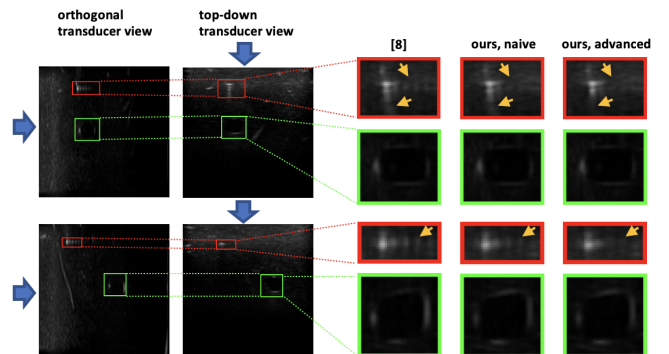 orthogonal
transducer view
top-down
transducer view
[8]
ours, naive
ours, advanced